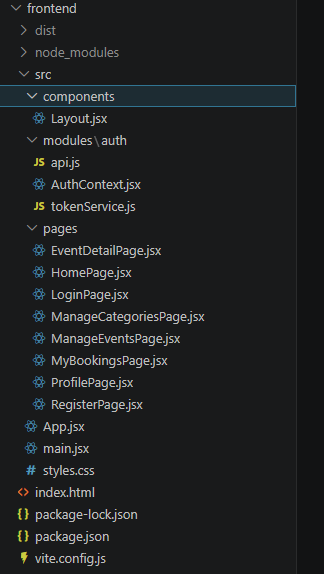 frontend
dist
node_modules
src
components
Layout.jsx
modules\auth
JS api.js
AuthContext.jsx
JS tokenService.js
pages
EventDetailPage.jsx
HomePage.jsx
LoginPage.jsx
ManageCategoriesPage.jsx
ManageEventsPage.jsx
MyBookingsPage.jsx
ProfilePage.jsx
RegisterPage.jsx
App.jsx
main.jsx
# styles.css
<> index.html
{} package-lock.json
{} package.json
vite.config.js